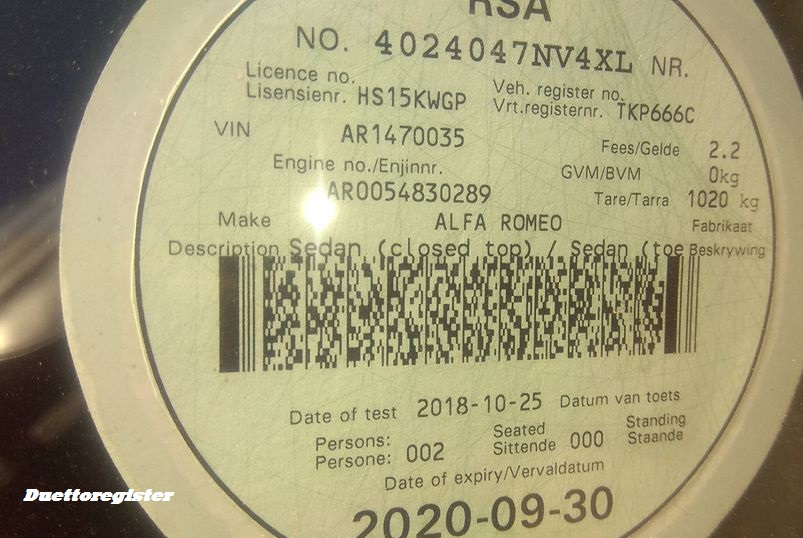 RSA
NO. 4024047NV4XL NR.
Licence no.
Lisensienr. HS15KWGP
Veh. register no.
Vrt.registernr. TKP666C
VIN AR1470035
Fees/Gelde 2.2
Engine no./Enjinnr.
AR0054830289
GVM/BVM 0kg
Tare/Tarra 1020 kg
Make ALFA ROMEO Fabrikaat
Description Sedan (closed top) / Sedan (toe Beskrywing
Date of test 2018-10-25 Datum van toets
Persons:
Persone: 002
Seated
Sittende 000
Standing
Staande
Date of expiry/Vervaldatum
2020-09-30
Duettoregister